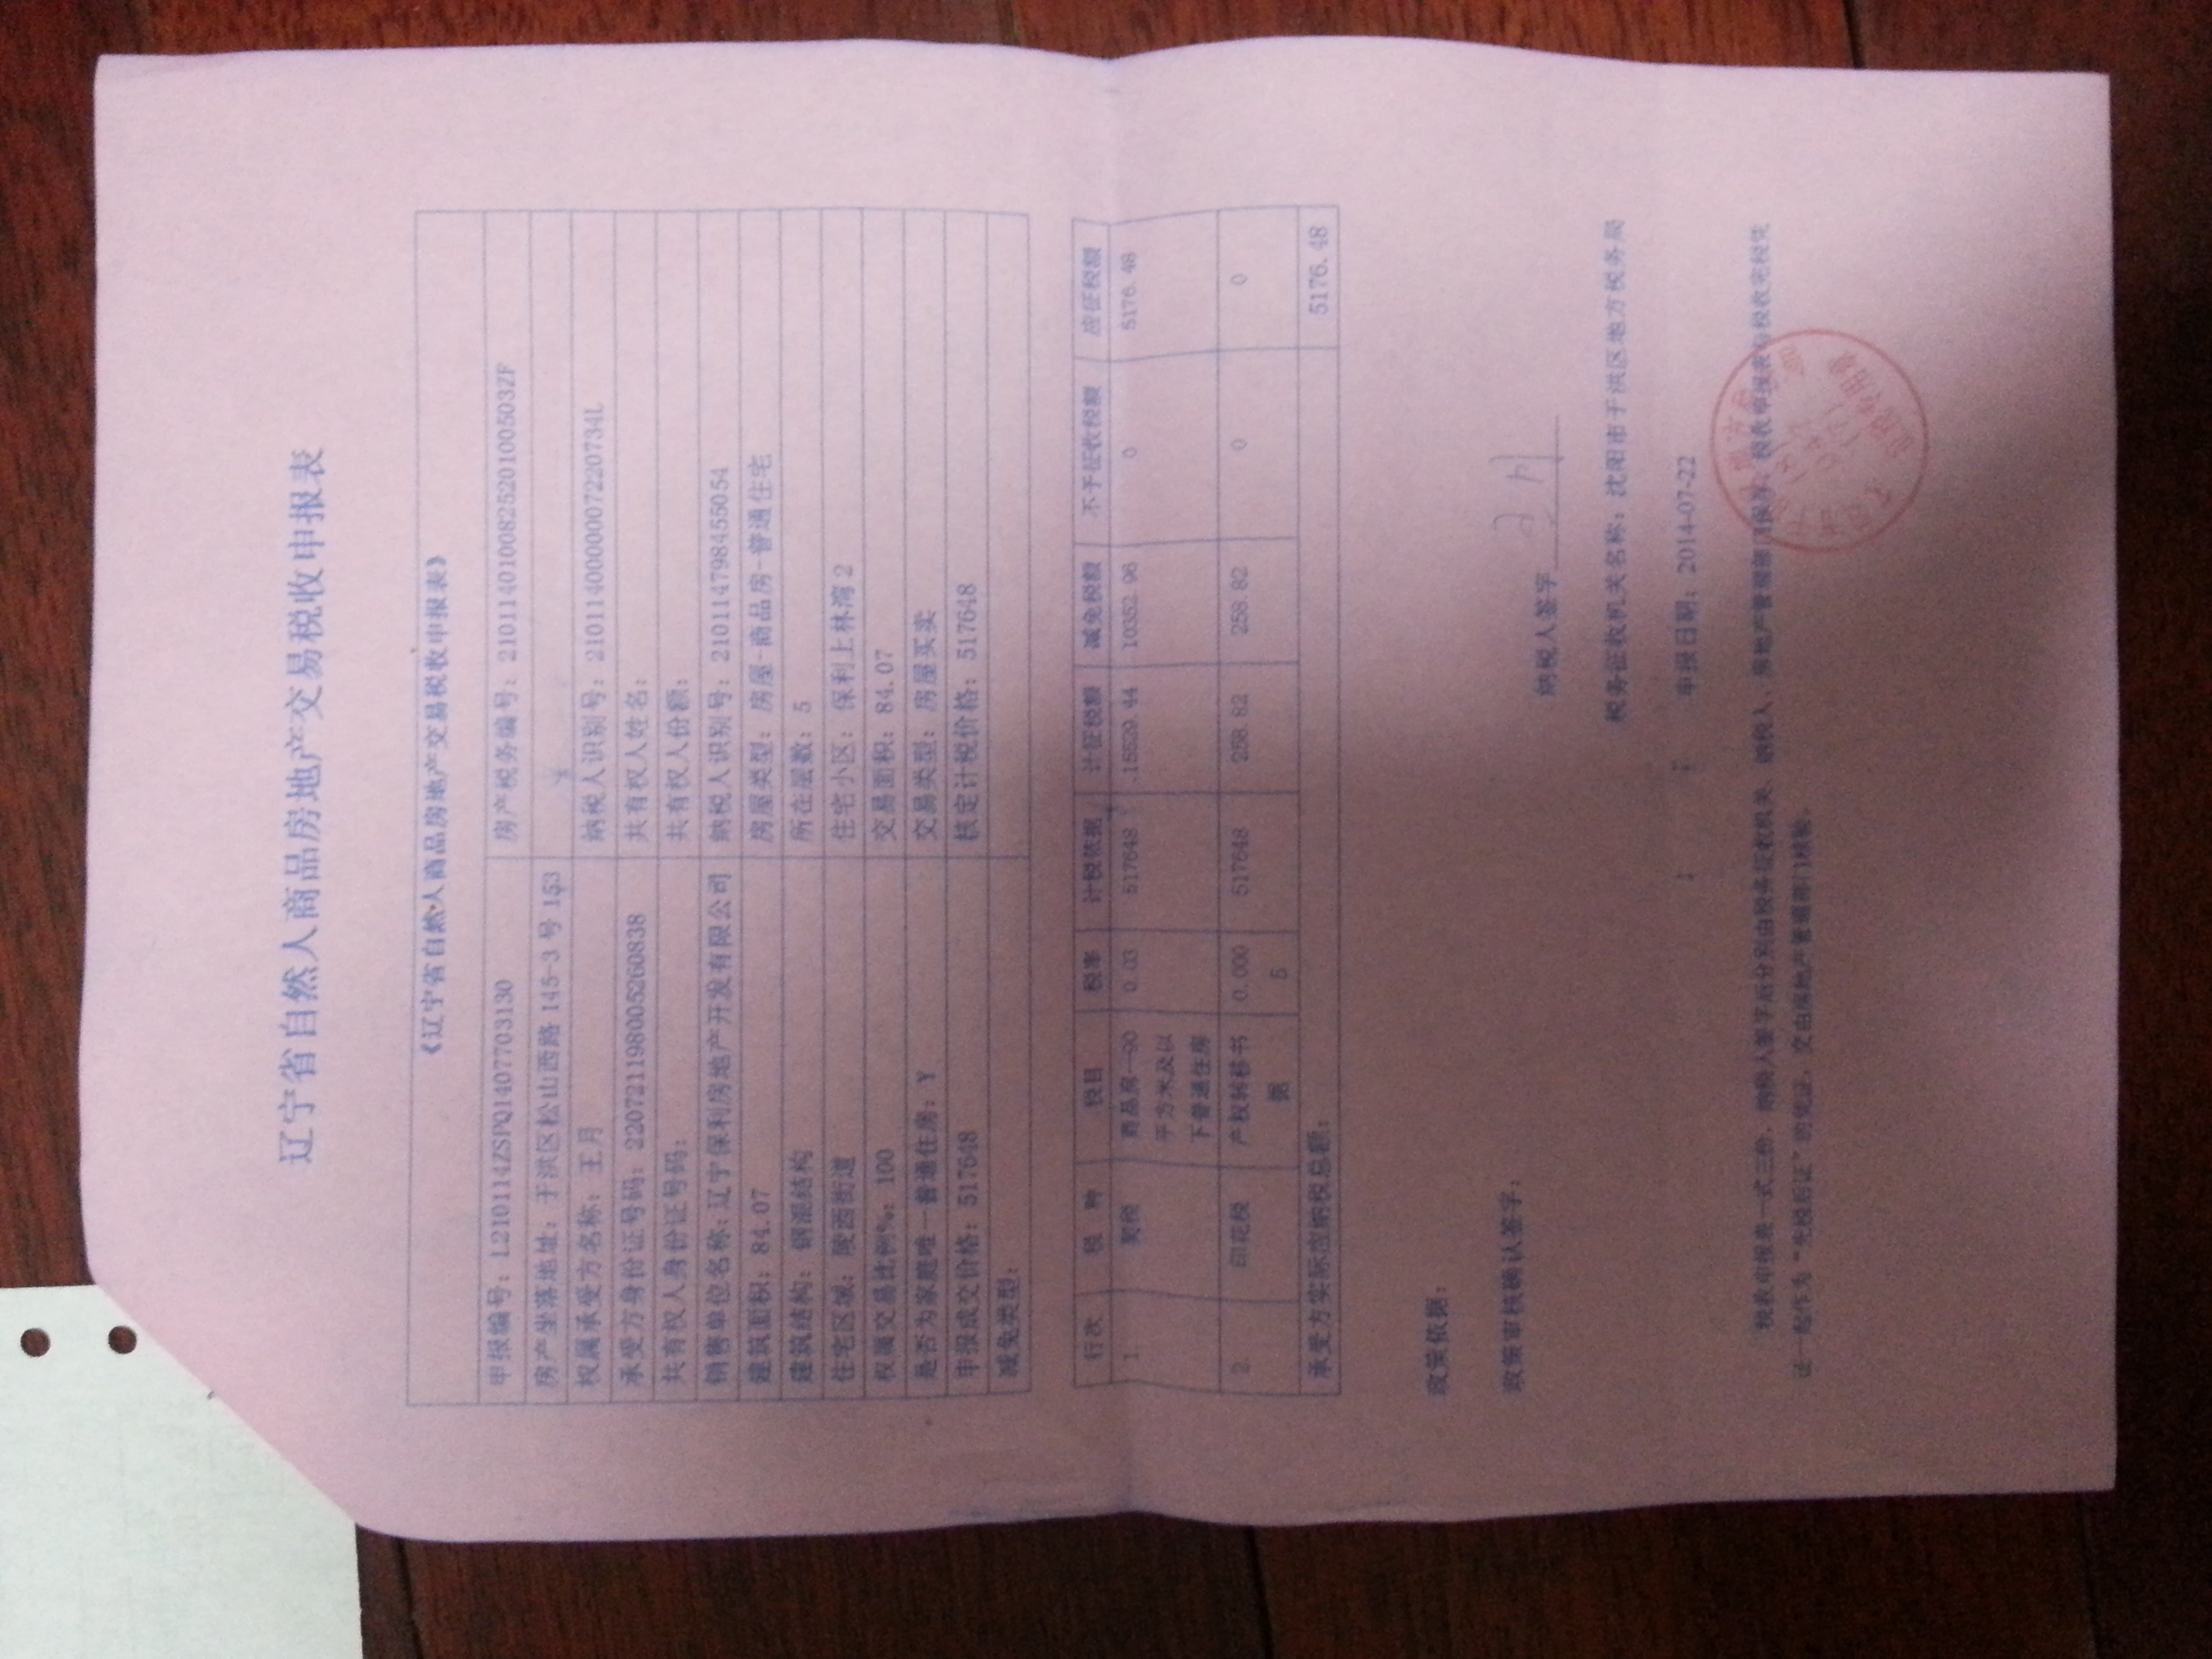 辽宁省自然人商品房地产交易税收申报表
《辽宁省自然人商品房地产交易税收申报表》
申报编号：1210114ZSPQ1407703130 房产税务编号：
房产坐落地址：于洪区松山西路 145-3 号 153
权属承受方名称：王月 纳税人识别号：
承受方身份证号码：220721198005260838 共有权人姓名：
共有权人身份证号码： 共有权人份额：
销售单位名称：辽宁保利房地产开发有限公司 纳税人识别号：210114798455054
建筑面积：84.07 房屋类型：房屋-商品房-普通住宅
建筑结构：钢混结构 所在层数：5
住宅区域：陵西街道 住宅小区：保利上林湾 2
权属交易比例%：100 交易面积：84.07
是否为家庭唯一普通住房：Y 交易类型：房屋买卖
申报成交价格：517648 核定计税价格：517648
减免类型：
行次 税 种 税目 税率 计税依据 计征税额 减免税额 不予征收税额 应征税额
1 契税 商品房—90 0.03 517648 15529.44 10352.96 0 5176.48
平方米及以
下普通住房
2 印花税 产权转移书 0.000 517648 258.82 258.82 0 0
据 5
承受方实际应纳税总额： 5176.48
政策依据：
政策审核确认签字：
纳税人签字
税务征收机关名称：沈阳市于洪区地方税务局
申报日期：2014-07-22
税表申报表一式三份，纳税人签字后分别由税务征收机关、纳税人、房地产管理部门保存；税收申报表与税收完税凭
证一起作为“先税后证”的凭证，交由房地产管理部门核验。